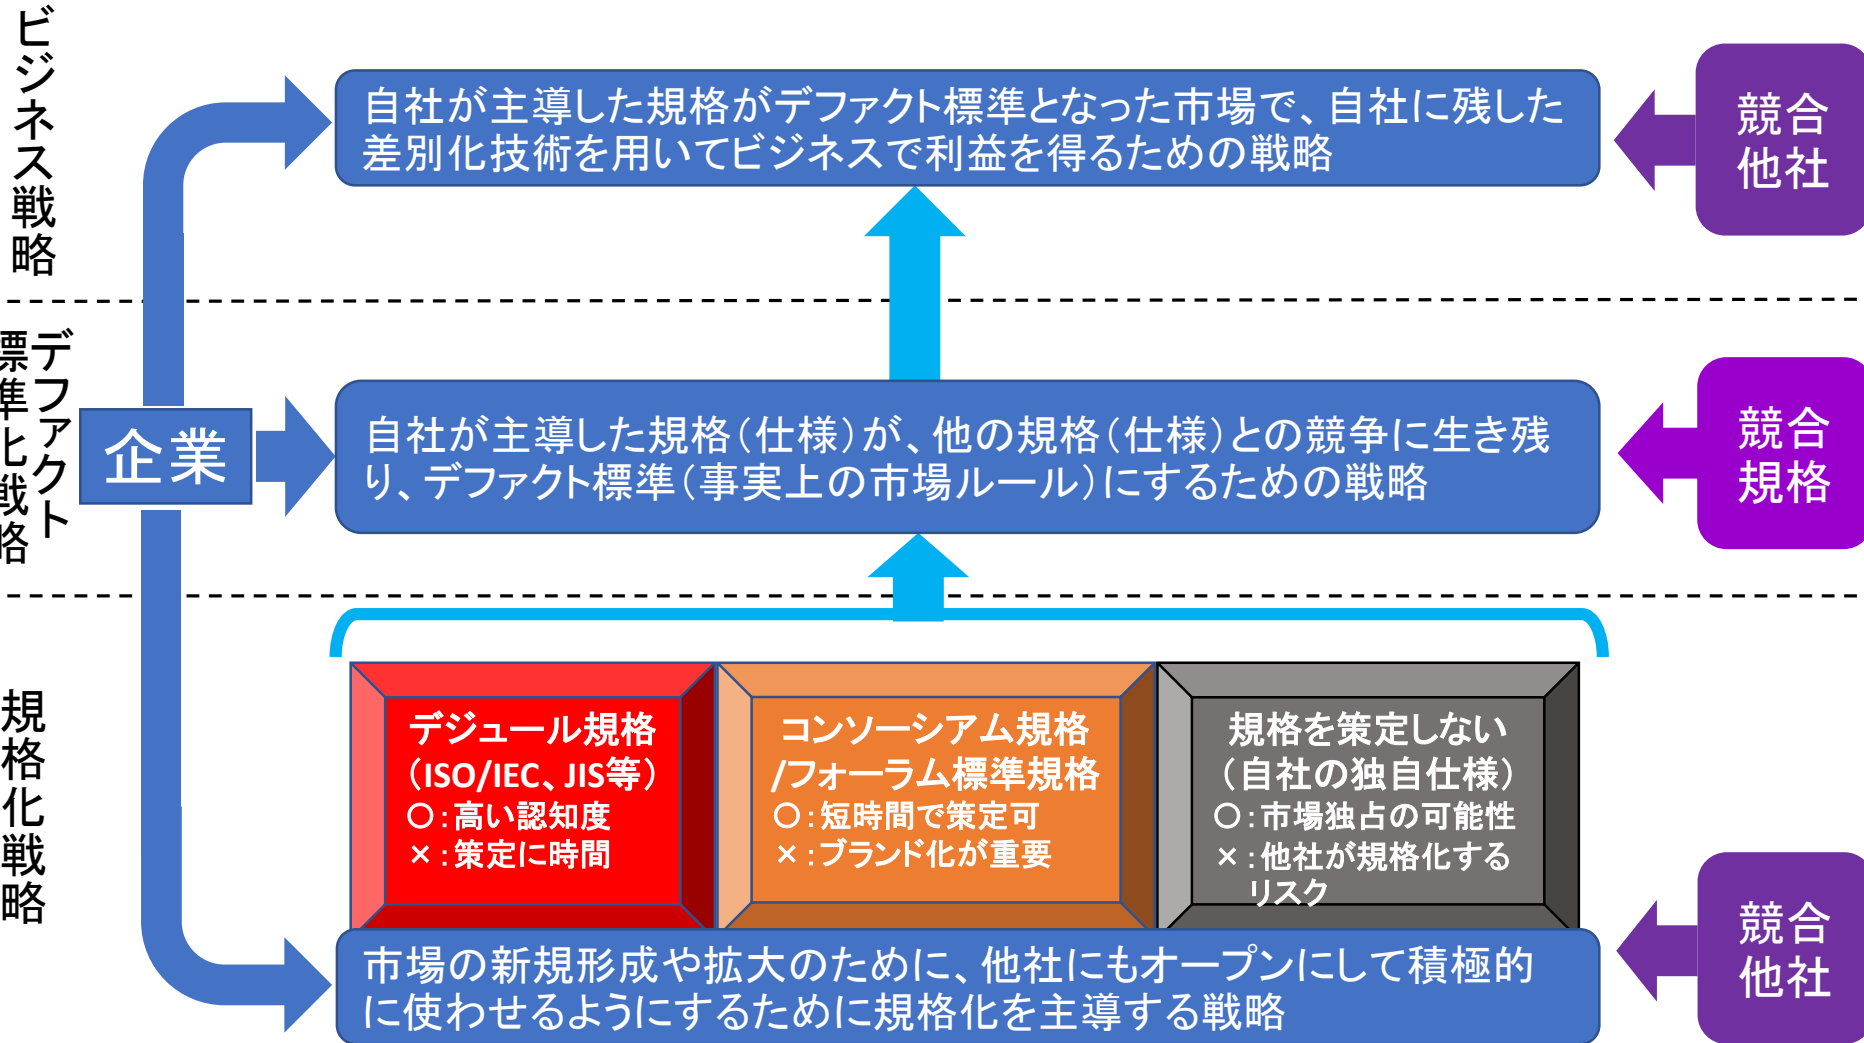 ビジネス戦略
自社が主導した規格がデファクト標準となった市場で、自社に残した
差別化技術を用いてビジネスで利益を得るための戦略
競合
他社
デファクト
標準化戦略
企業
自社が主導した規格（仕様）が、他の規格（仕様）との競争に生き残
り、デファクト標準（事実上の市場ルール）にするための戦略
競合
規格
規格化戦略
デジュール規格
（ISO/IEC、JIS等）
〇：高い認知度
×：策定に時間
コンソーシアム規格
/フォーラム標準規格
〇：短時間で策定可
×：ブランド化が重要
規格を策定しない
（自社の独自仕様）
〇：市場独占の可能性
×：他社が規格化する
リスク
市場の新規形成や拡大のために、他社にもオープンにして積極的
に使わせるようにするために規格化を主導する戦略
競合
他社